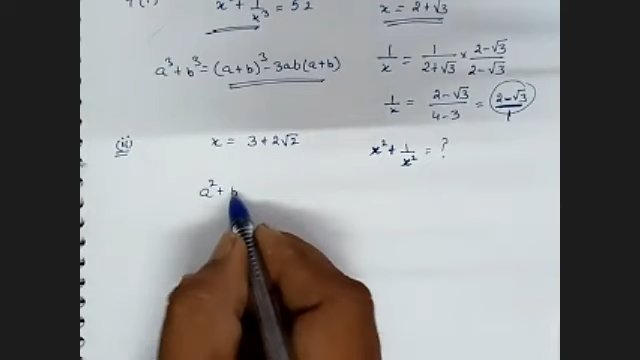 x³ + 1/x³ = 52
x = 2+√3
a³ + b³ = (a+b)³ - 3ab(a+b)
1/x = 1/2+√3 × 2-√3/2-√3
1/x = 2-√3/4-3 = 2-√3/1
(ii) x = 3+2√2 x² + 1/x² = ?
a² +